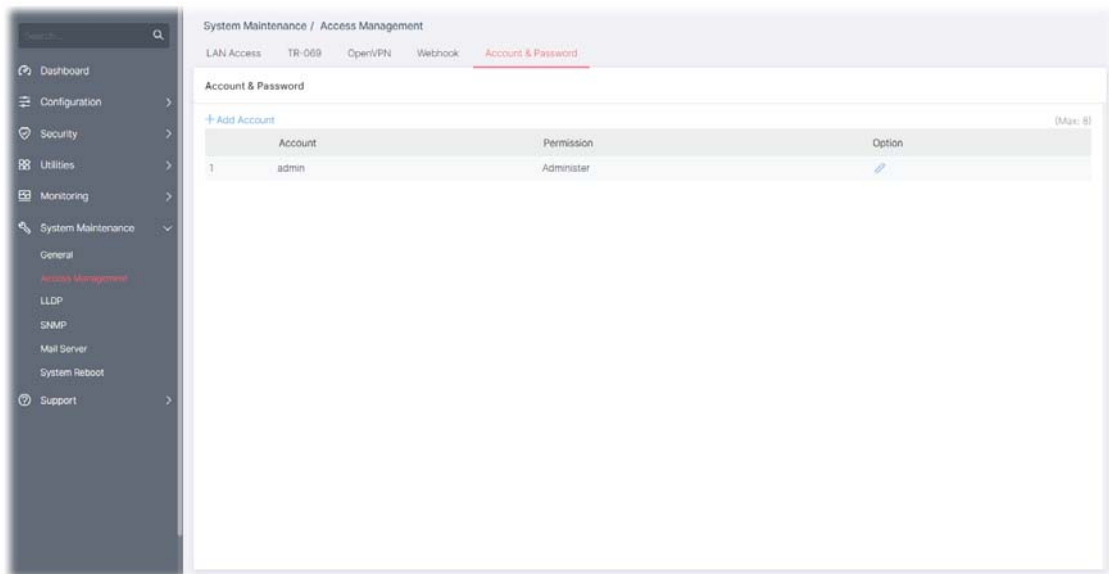 Search...
Dashboard
Configuration
Security
Utilities
Monitoring
System Maintenance
General
Access Management
LLDP
SNMP
Mail Server
System Reboot
Support
System Maintenance / Access Management
LAN Access TR-069 OpenVPN Webhook Account & Password
Account & Password
+ Add Account (Max: 8)
Account Permission Option
1 admin Administer